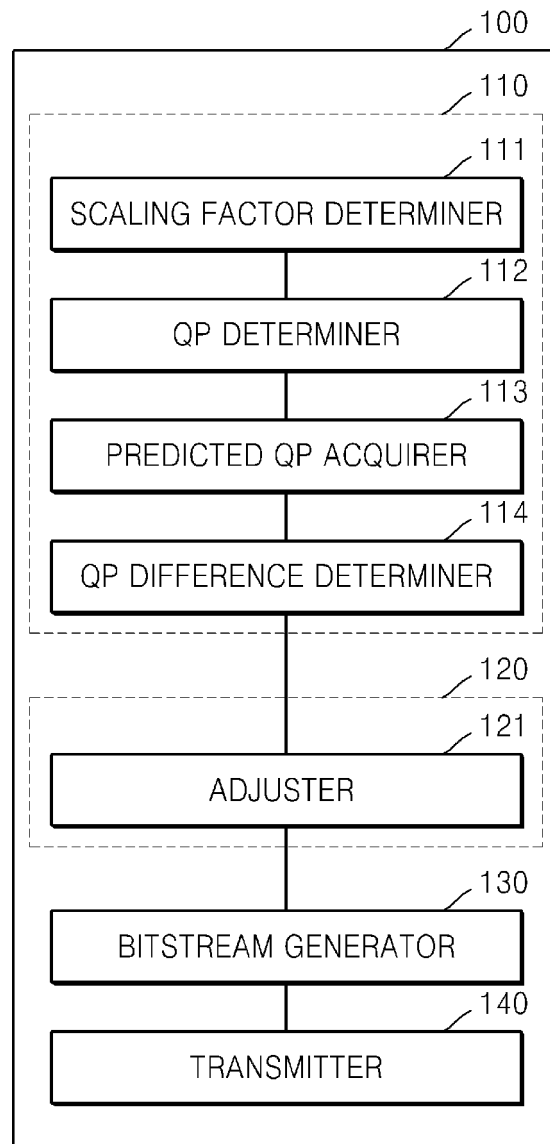 100
110
111
SCALING FACTOR DETERMINER
112
QP DETERMINER
113
PREDICTED QP ACQUIRER
114
QP DIFFERENCE DETERMINER
120
121
ADJUSTER
130
BITSTREAM GENERATOR
140
TRANSMITTER